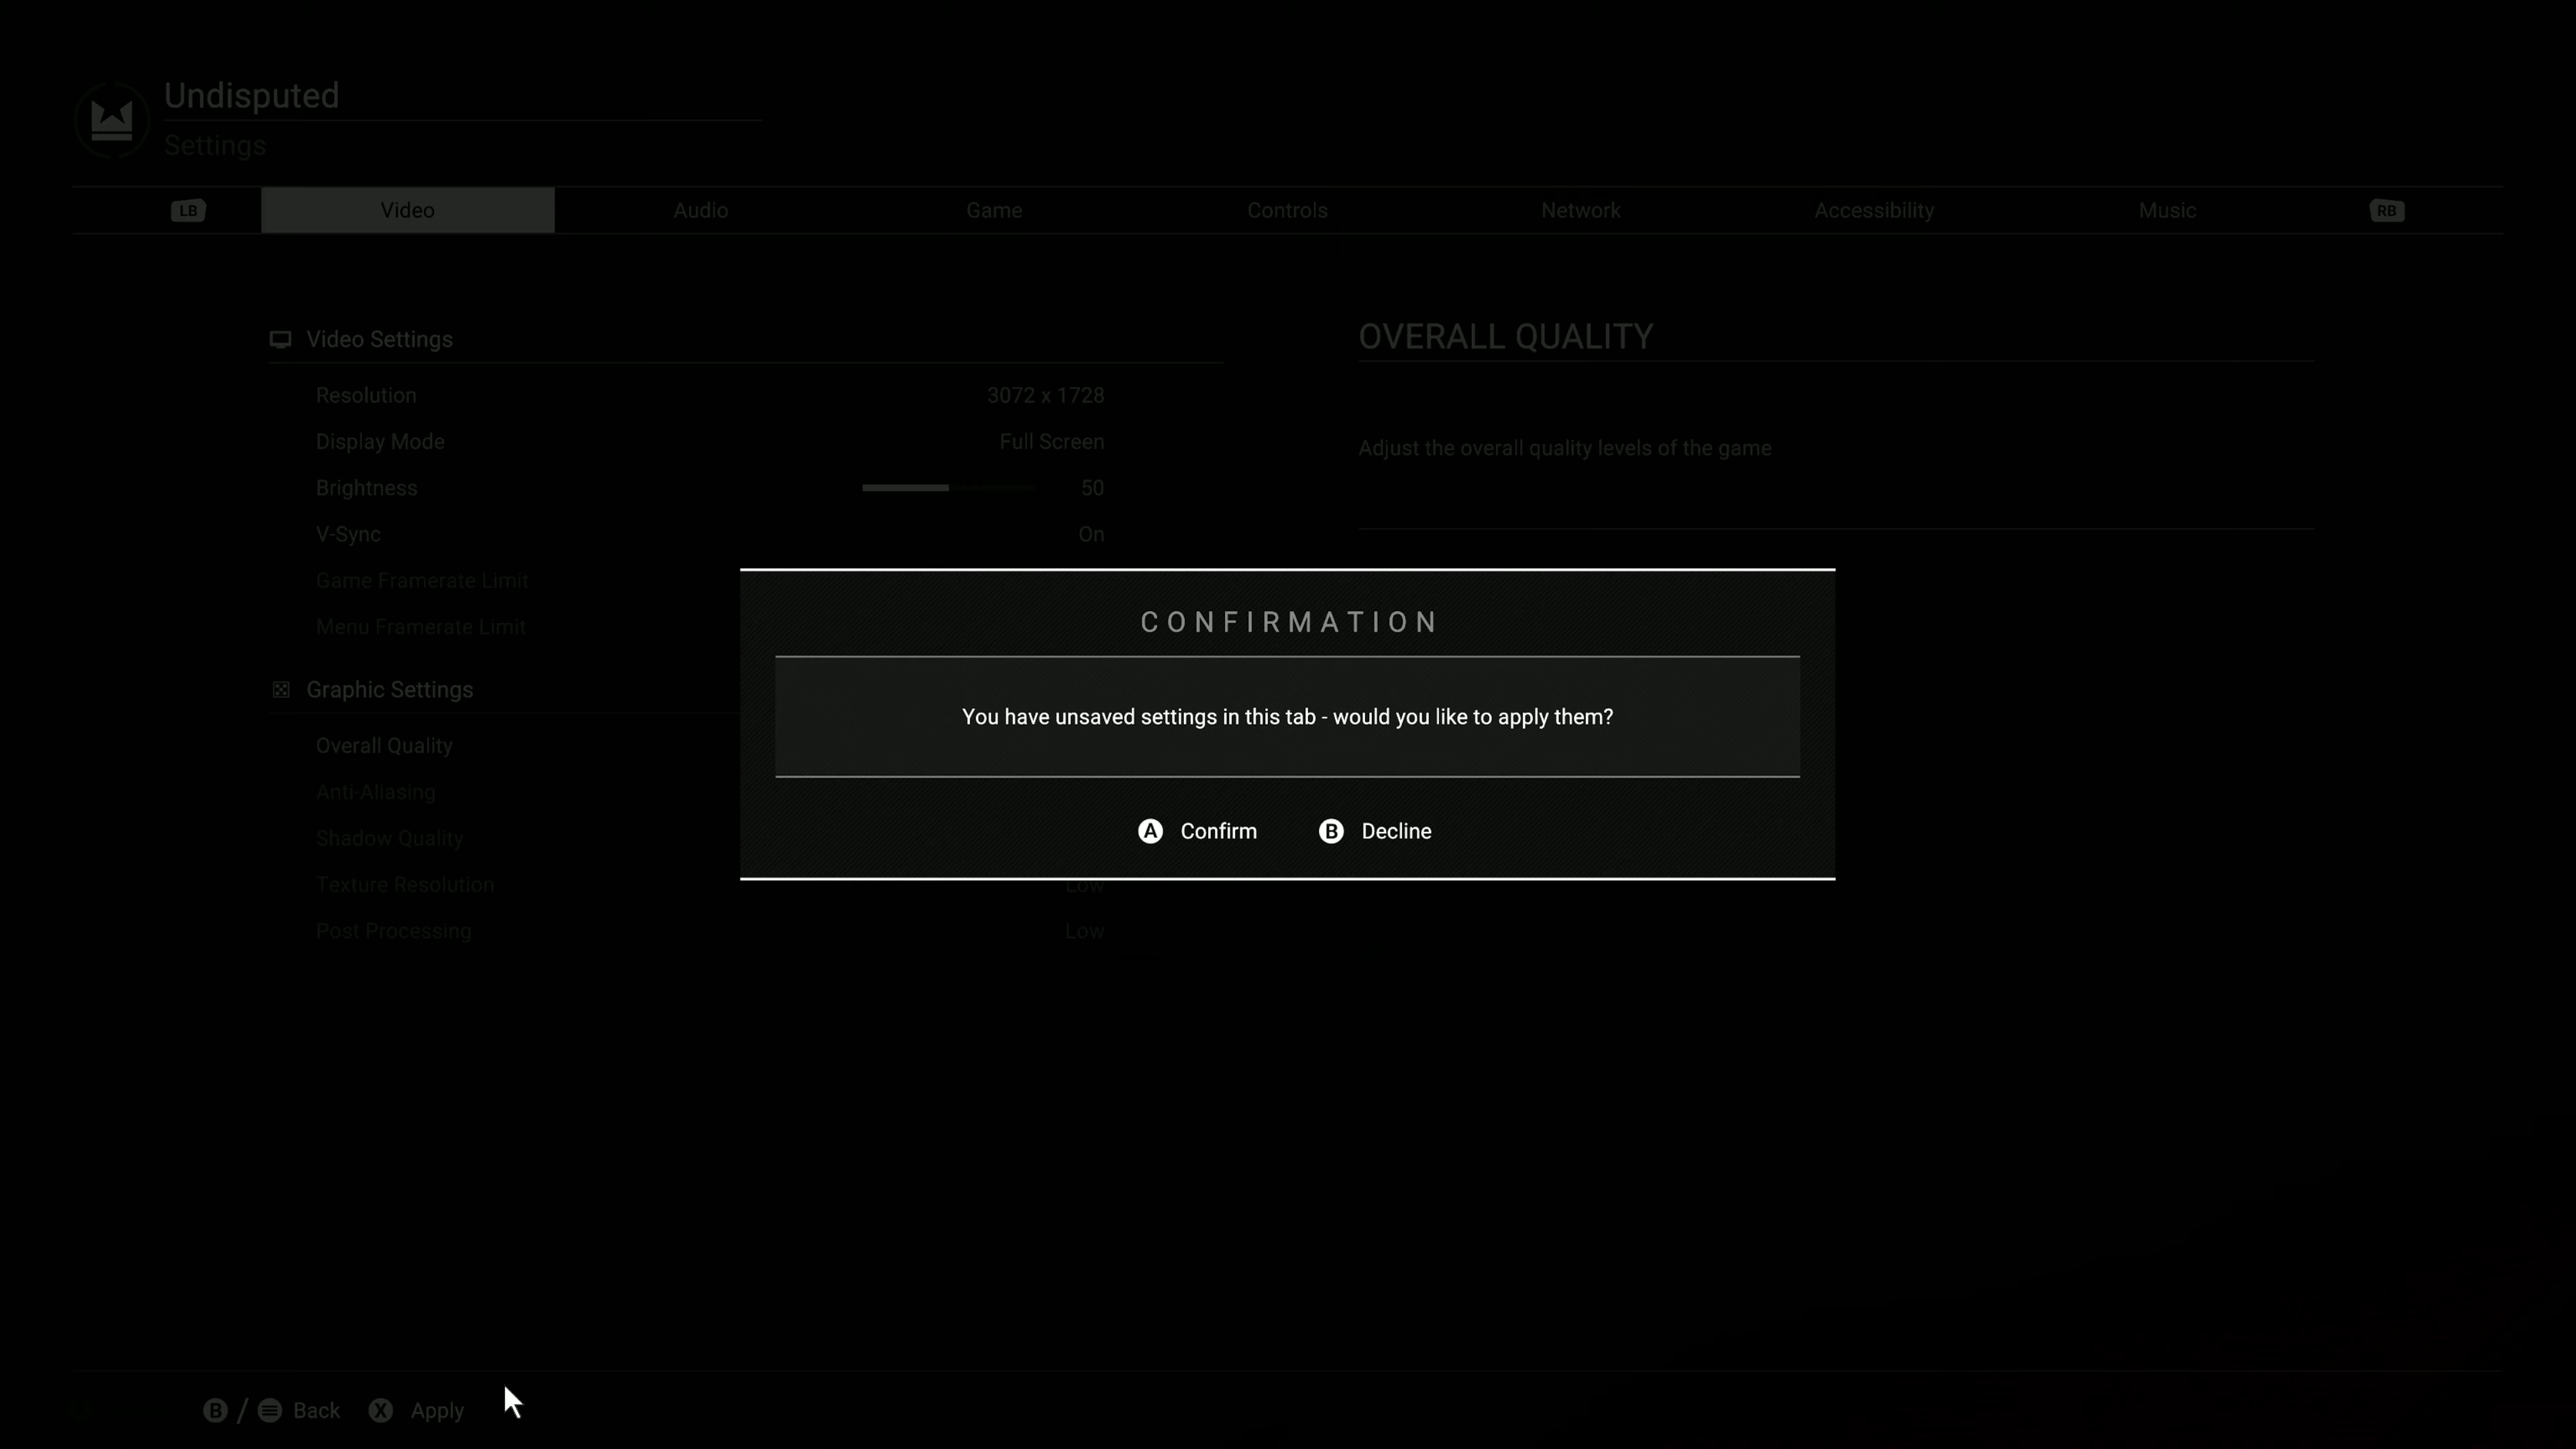 Undisputed
Settings
LB Video Audio Game Controls Network Accessibility Music RB
Video Settings
Resolution 3072 x 1728
Display Mode Full Screen
Brightness 50
V-Sync On
Game Framerate Limit
Menu Framerate Limit
Graphic Settings
Overall Quality
Anti-Aliasing
Shadow Quality
Texture Resolution Low
Post Processing Low
OVERALL QUALITY
Adjust the overall quality levels of the game
CONFIRMATION
You have unsaved settings in this tab - would you like to apply them?
A Confirm B Decline
B / Back X Apply